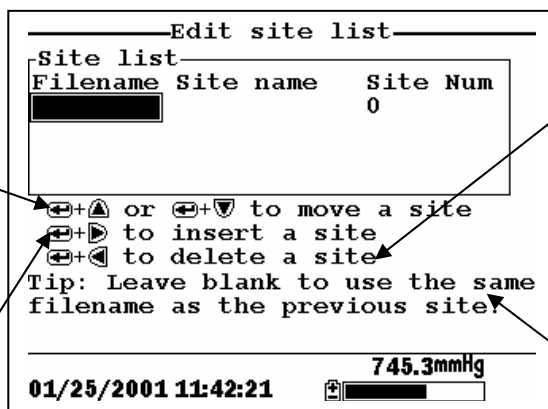 Edit site list
Site list
Filename Site name Site Num
0
+ or + to move a site
+ to insert a site
+ to delete a site
Tip: Leave blank to use the same
filename as the previous site.
745.3mmHg
01/25/2001 11:42:21